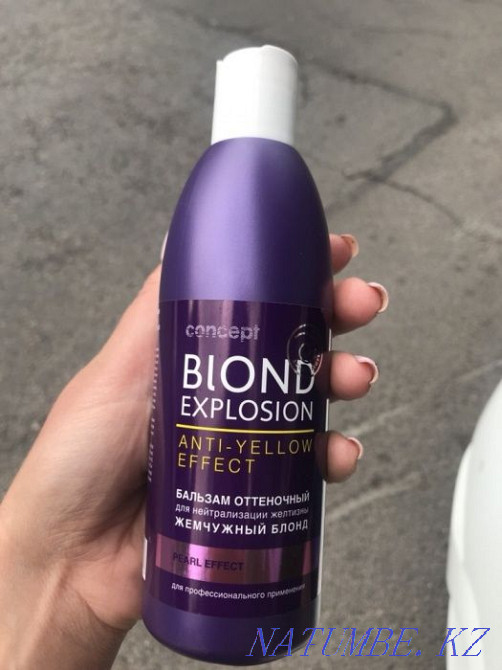 concept
BLOND
EXPLOSION
ANTI-YELLOW
EFFECT
БАЛЬЗАМ ОТТЕНОЧНЫЙ
для нейтрализации желтизны
ЖЕМЧУЖНЫЙ БЛОНД
PEARL EFFECT
для профессионального применения
NATUMBE.KZ